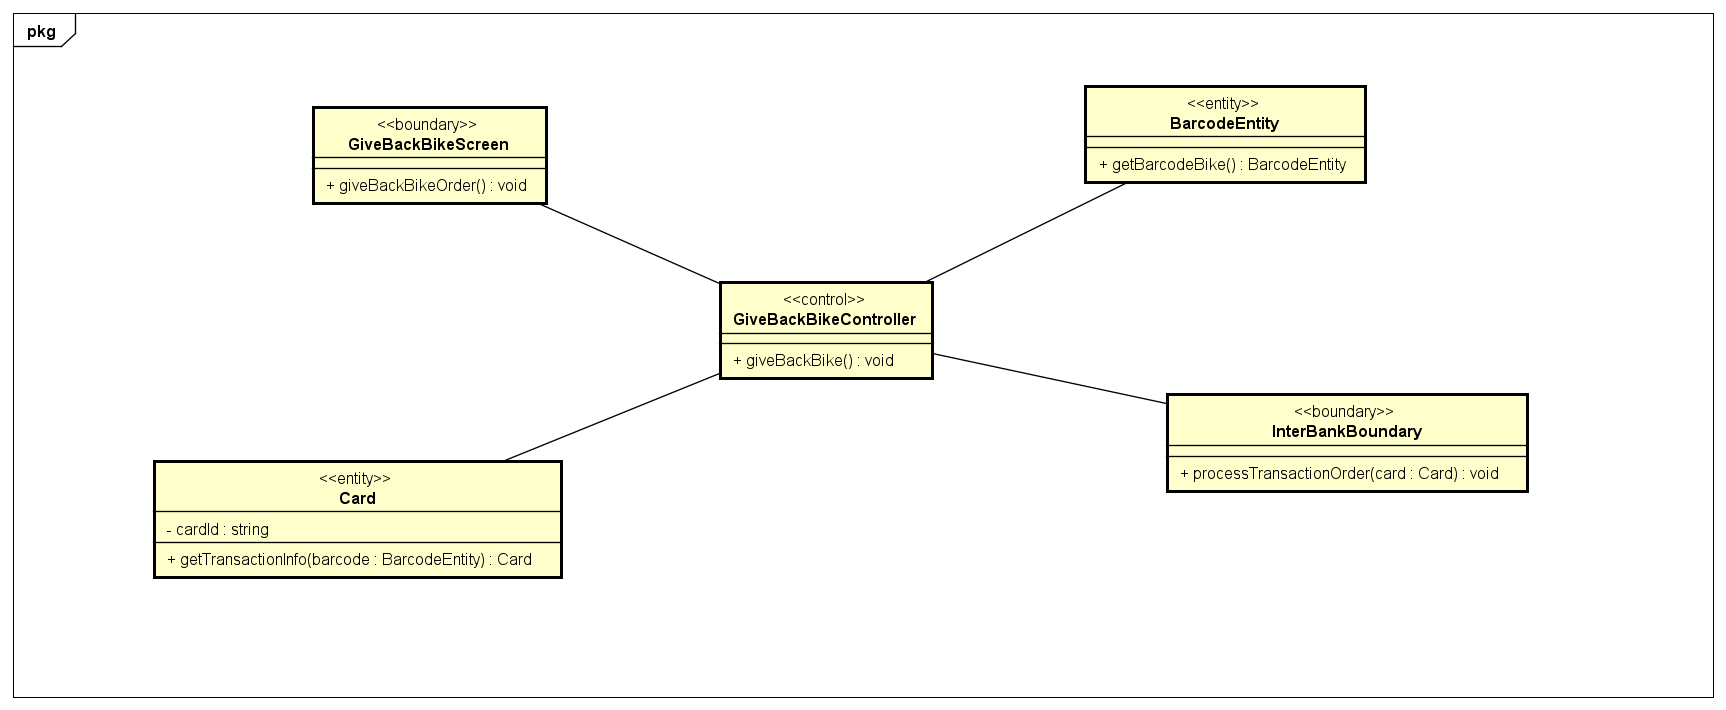 pkg
<<boundary>>
GiveBackBikeScreen
+ giveBackBikeOrder() : void
<<entity>>
BarcodeEntity
+ getBarcodeBike() : BarcodeEntity
<<control>>
GiveBackBikeController
+ giveBackBike() : void
<<boundary>>
InterBankBoundary
+ processTransactionOrder(card : Card) : void
<<entity>>
Card
- cardId : string
+ getTransactionInfo(barcode : BarcodeEntity) : Card